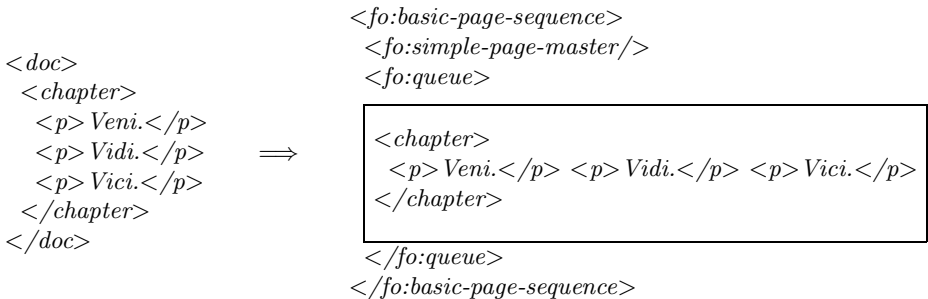 <doc>
<chapter>
<p>Veni.</p>
<p>Vidi.</p>
<p>Vici.</p>
</chapter>
</doc>
⟹
<fo:basic-page-sequence>
<fo:simple-page-master/>
<fo:queue>
<chapter>
<p>Veni.</p> <p>Vidi.</p> <p>Vici.</p>
</chapter>
</fo:queue>
</fo:basic-page-sequence>